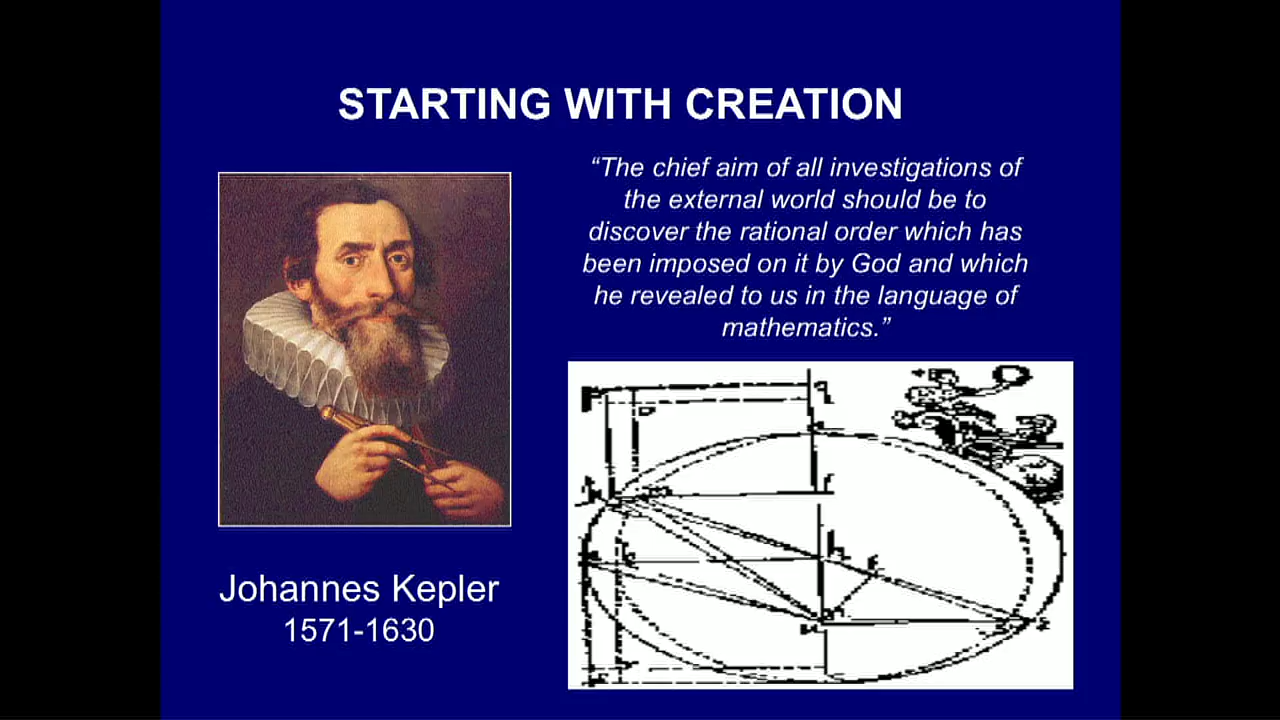 STARTING WITH CREATION
“The chief aim of all investigations of
the external world should be to
discover the rational order which has
been imposed on it by God and which
he revealed to us in the language of
mathematics.”
Johannes Kepler
1571-1630